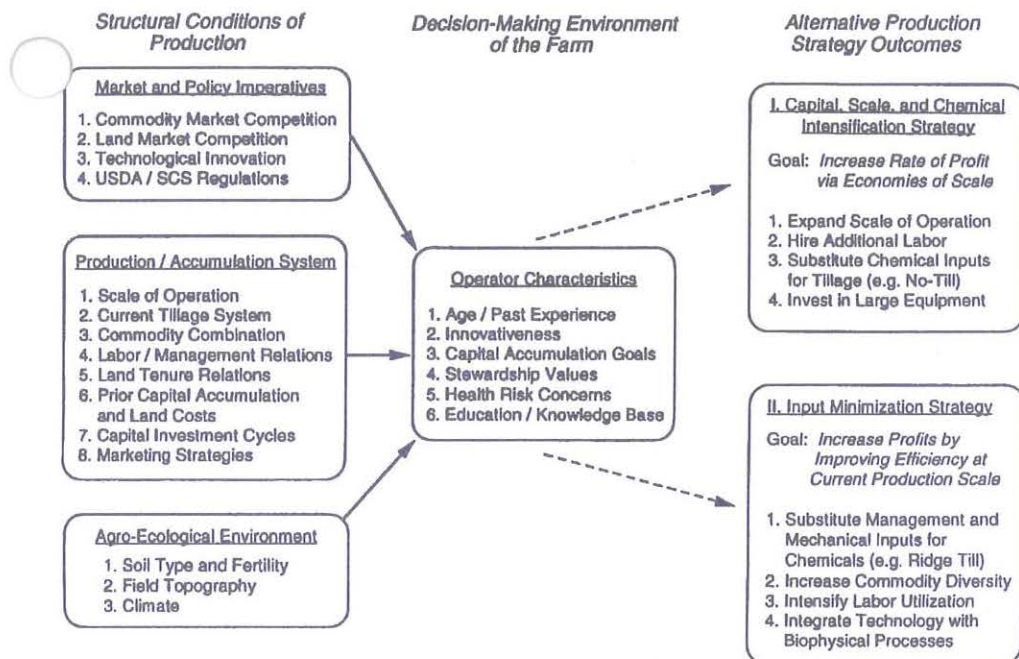 Structural Conditions of
Production
Decision-Making Environment
of the Farm
Alternative Production
Strategy Outcomes
Market and Policy Imperatives
1. Commodity Market Competition
2. Land Market Competition
3. Technological Innovation
4. USDA / SCS Regulations
Production / Accumulation System
1. Scale of Operation
2. Current Tillage System
3. Commodity Combination
4. Labor / Management Relations
5. Land Tenure Relations
6. Prior Capital Accumulation
and Land Costs
7. Capital Investment Cycles
8. Marketing Strategies
Agro-Ecological Environment
1. Soil Type and Fertility
2. Field Topography
3. Climate
Operator Characteristics
1. Age / Past Experience
2. Innovativeness
3. Capital Accumulation Goals
4. Stewardship Values
5. Health Risk Concerns
6. Education / Knowledge Base
I. Capital, Scale, and Chemical
Intensification Strategy
Goal: Increase Rate of Profit
via Economies of Scale
1. Expand Scale of Operation
2. Hire Additional Labor
3. Substitute Chemical Inputs
for Tillage (e.g. No-Till)
4. Invest in Large Equipment
II. Input Minimization Strategy
Goal: Increase Profits by
Improving Efficiency at
Current Production Scale
1. Substitute Management and
Mechanical Inputs for
Chemicals (e.g. Ridge Till)
2. Increase Commodity Diversity
3. Intensify Labor Utilization
4. Integrate Technology with
Biophysical Processes